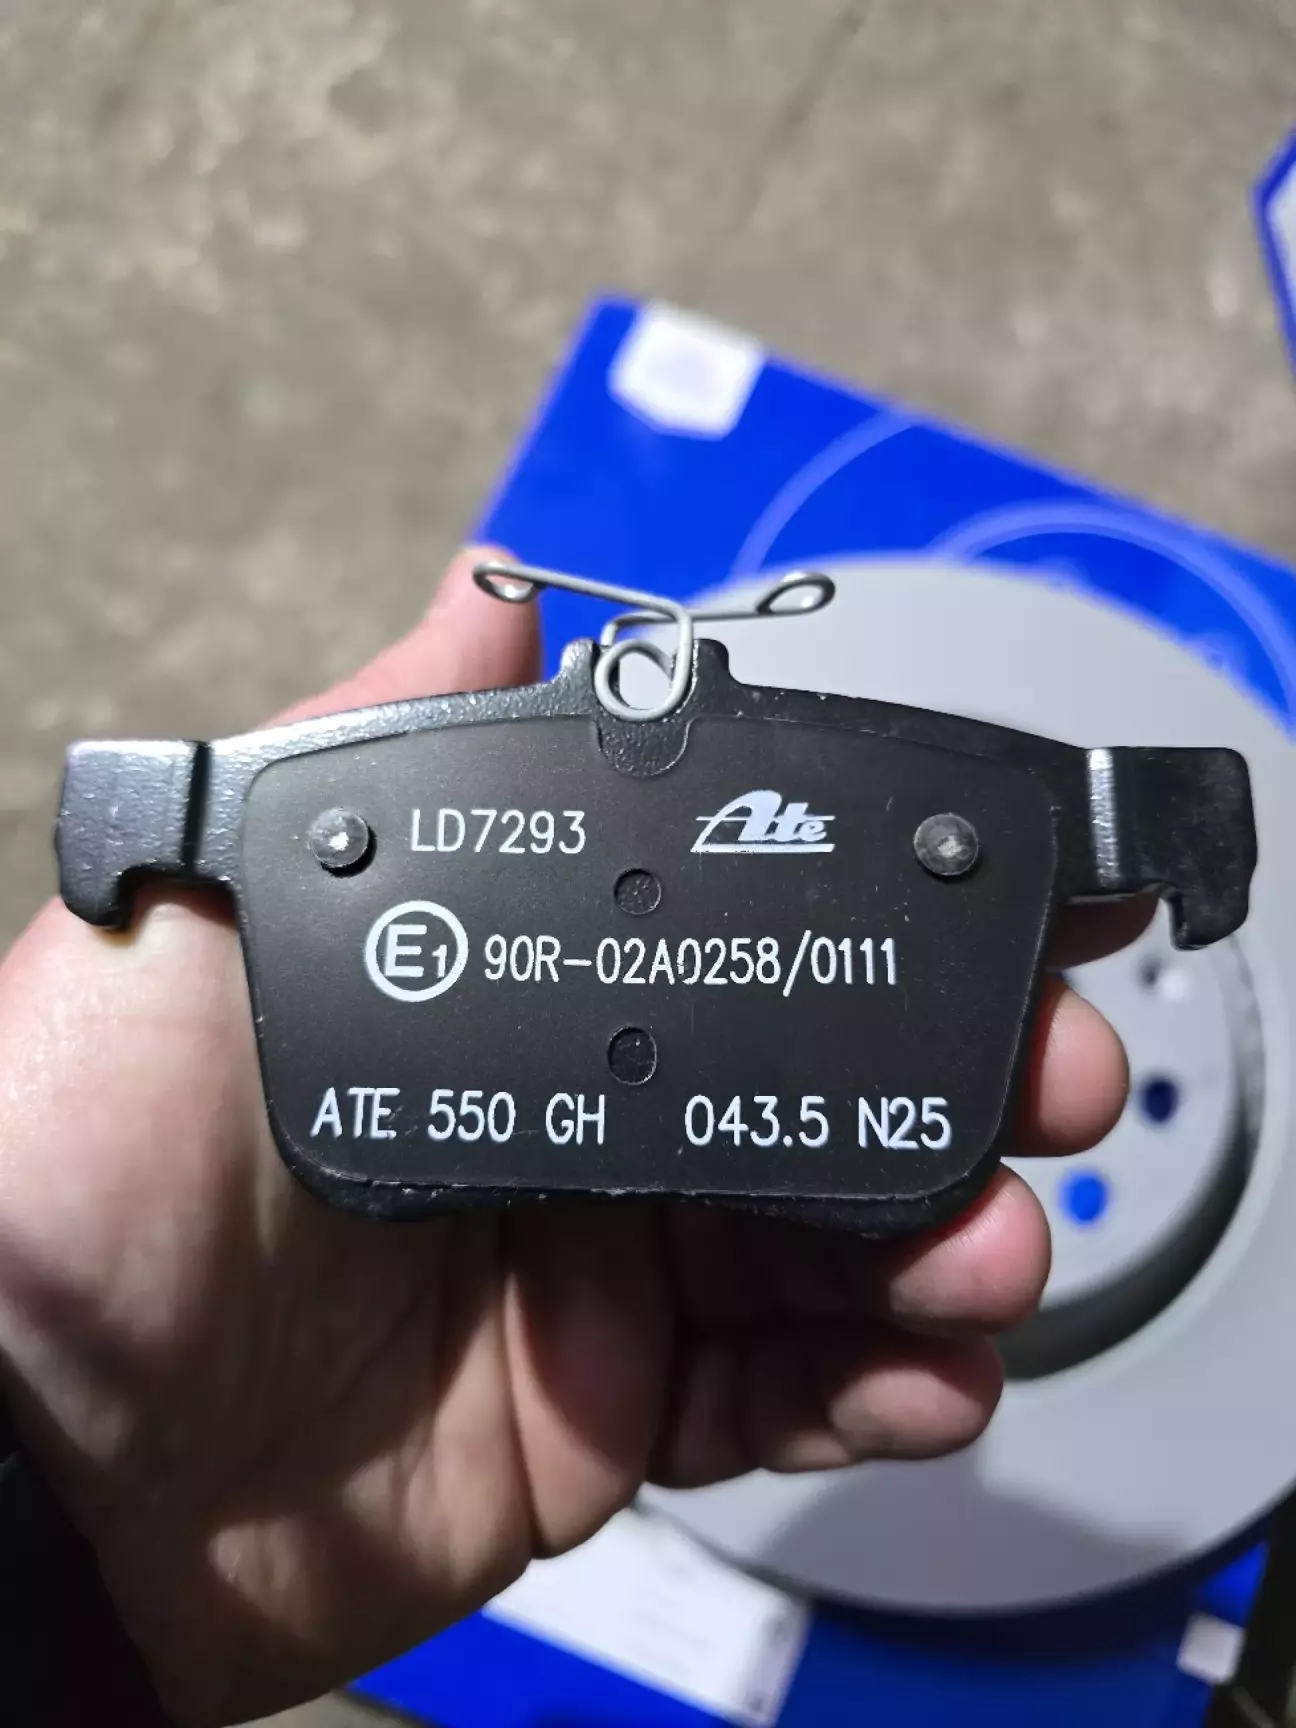 LD7293 Ate
E1 90R-02A0258/0111
ATE 550 GH 043.5 N25